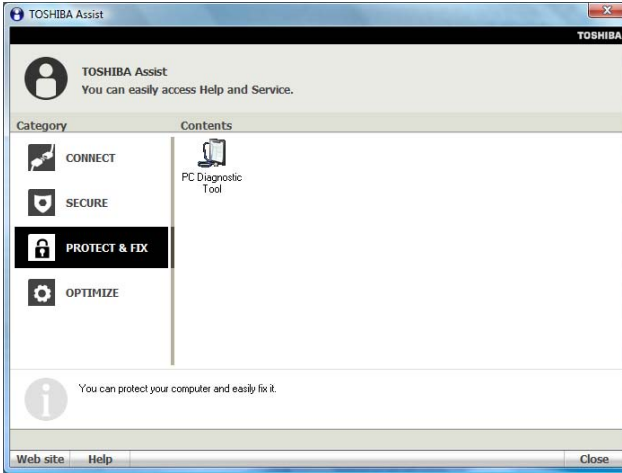 TOSHIBA Assist
TOSHIBA
TOSHIBA Assist
You can easily access Help and Service.
Category
Contents
CONNECT
SECURE
PROTECT & FIX
OPTIMIZE
PC Diagnostic
Tool
You can protect your computer and easily fix it.
Web site
Help
Close